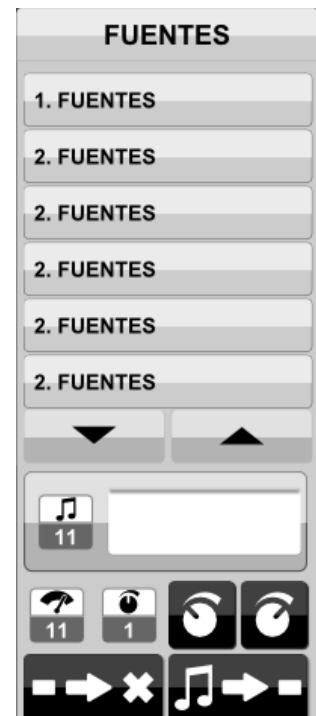 FUENTES
1. FUENTES
2. FUENTES
2. FUENTES
2. FUENTES
2. FUENTES
2. FUENTES
11
11
1